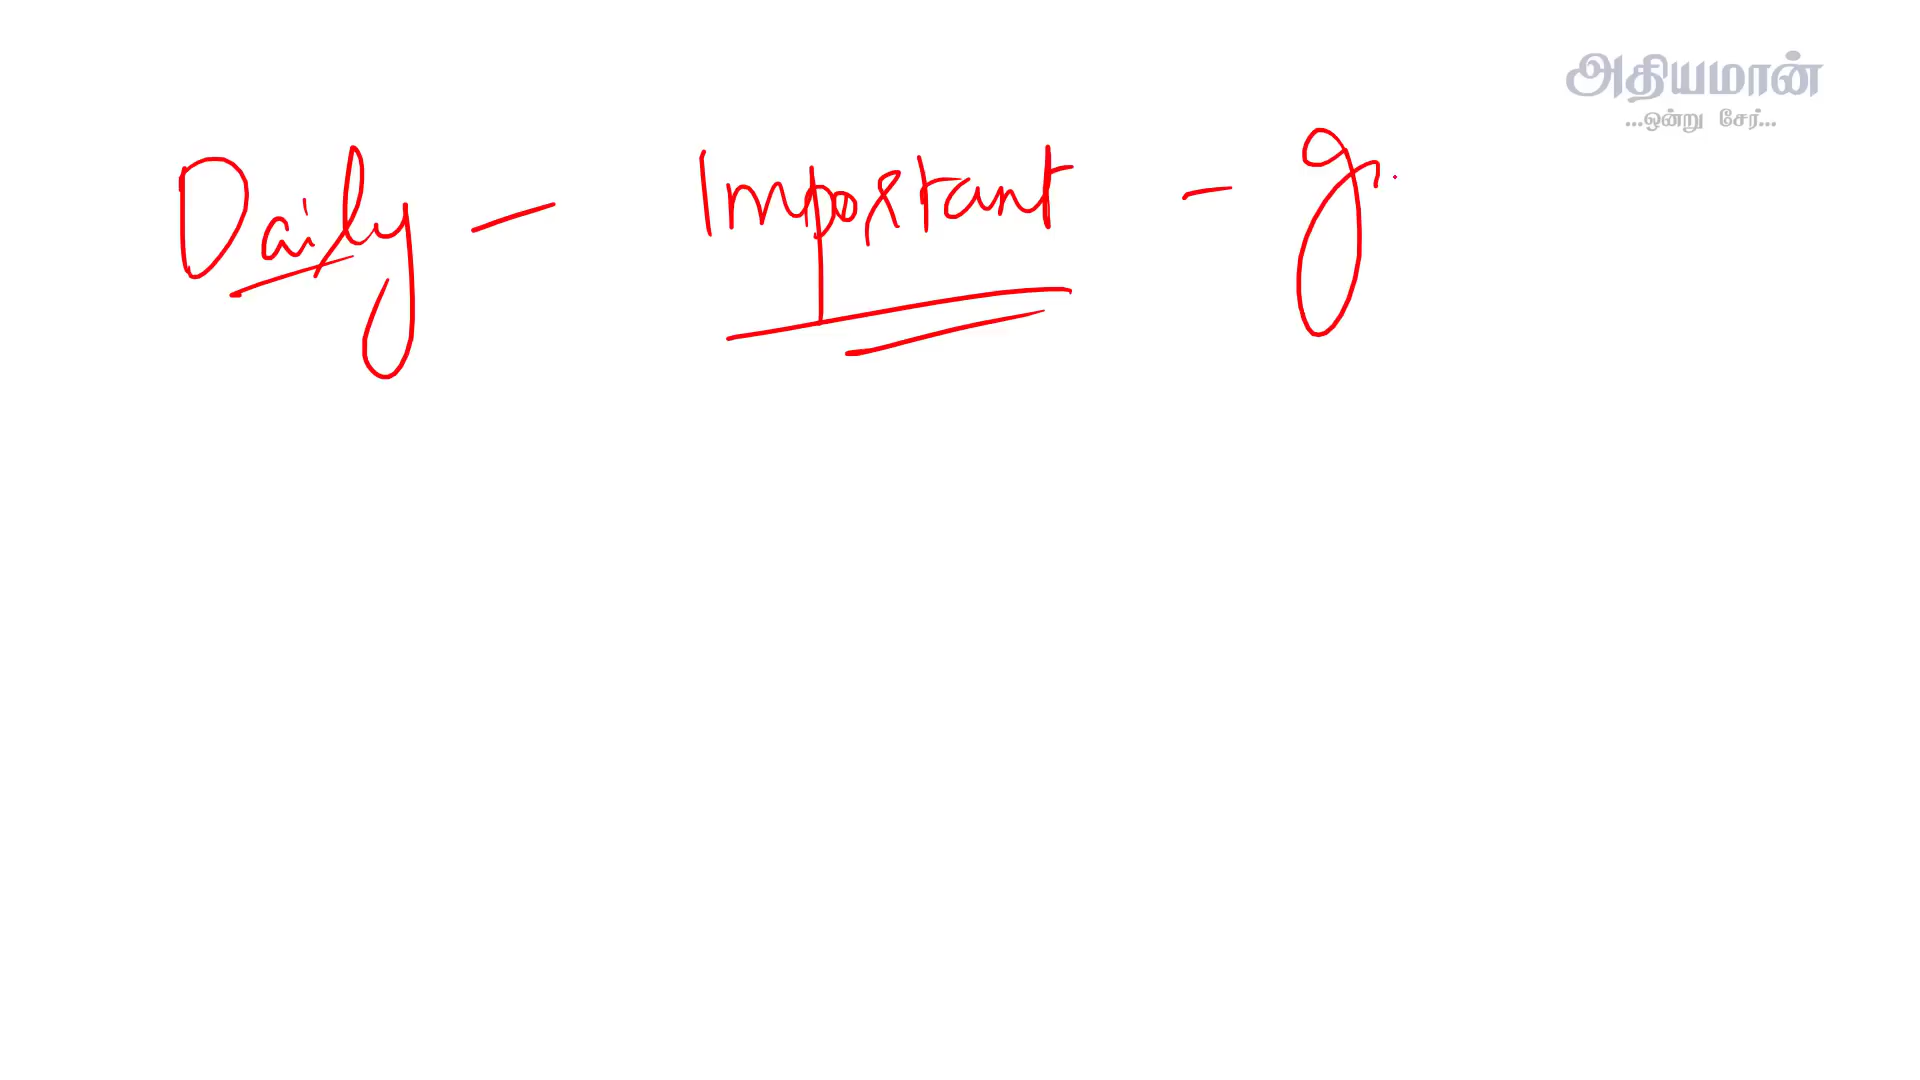 அதியமான்
...ஒன்று சேர்...
Daily - Important -